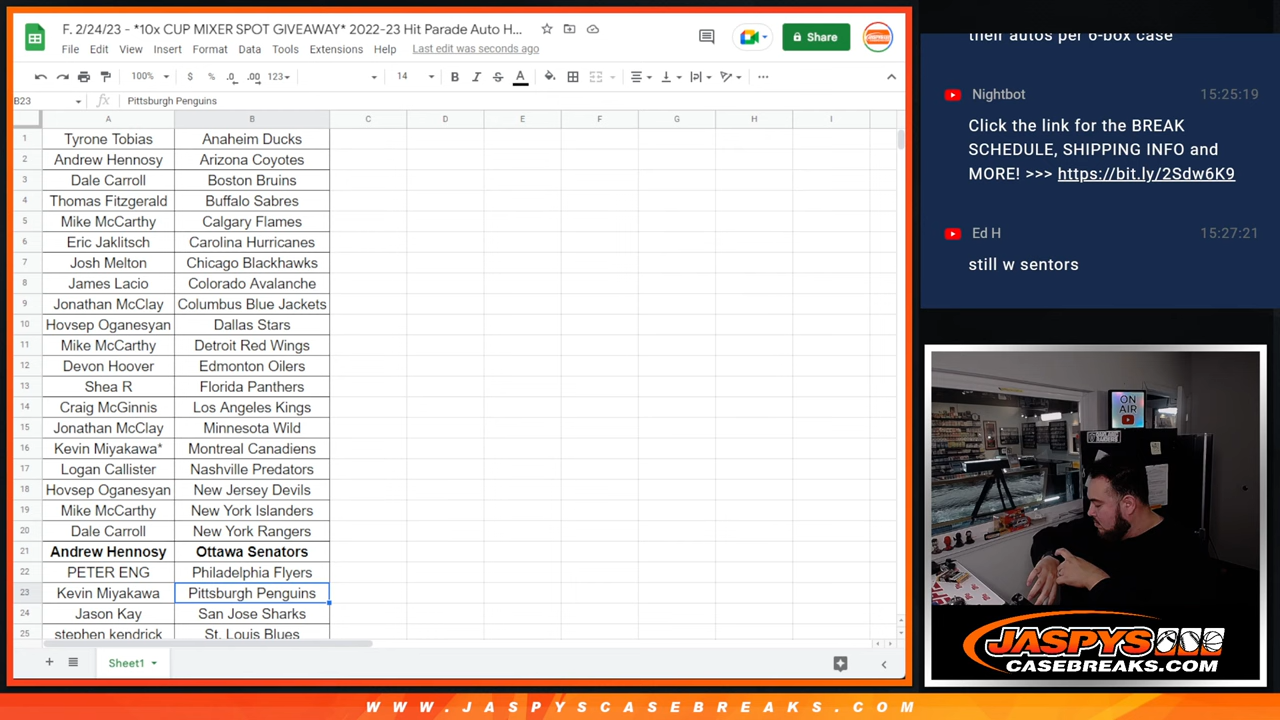 F. 2/24/23 - *10x CUP MIXER SPOT GIVEAWAY* 2022-23 Hit Parade Auto H...
Share
File Edit View Insert Format Data Tools Extensions Help Last edit was seconds ago
100% $ % .0 .00 123 14 B I S A
B23 fx Pittsburgh Penguins
A B C D E F G H I
1 Tyrone Tobias Anaheim Ducks
2 Andrew Hennosy Arizona Coyotes
3 Dale Carroll Boston Bruins
4 Thomas Fitzgerald Buffalo Sabres
5 Mike McCarthy Calgary Flames
6 Eric Jaklitsch Carolina Hurricanes
7 Josh Melton Chicago Blackhawks
8 James Lacio Colorado Avalanche
9 Jonathan McClay Columbus Blue Jackets
10 Hovsep Oganesyan Dallas Stars
11 Mike McCarthy Detroit Red Wings
12 Devon Hoover Edmonton Oilers
13 Shea R Florida Panthers
14 Craig McGinnis Los Angeles Kings
15 Jonathan McClay Minnesota Wild
16 Kevin Miyakawa* Montreal Canadiens
17 Logan Callister Nashville Predators
18 Hovsep Oganesyan New Jersey Devils
19 Mike McCarthy New York Islanders
20 Dale Carroll New York Rangers
21 Andrew Hennosy Ottawa Senators
22 PETER ENG Philadelphia Flyers
23 Kevin Miyakawa Pittsburgh Penguins
24 Jason Kay San Jose Sharks
25 stephen kendrick St. Louis Blues
Sheet1
their autos per 6-box case
Nightbot 15:25:19
Click the link for the BREAK
SCHEDULE, SHIPPING INFO and
MORE! >>> https://bit.ly/2Sdw6K9
Ed H 15:27:21
still w sentors
ON
AIR
JASPYS
CASEBREAKS.COM
WWW.JASPYSCASEBREAKS.COM